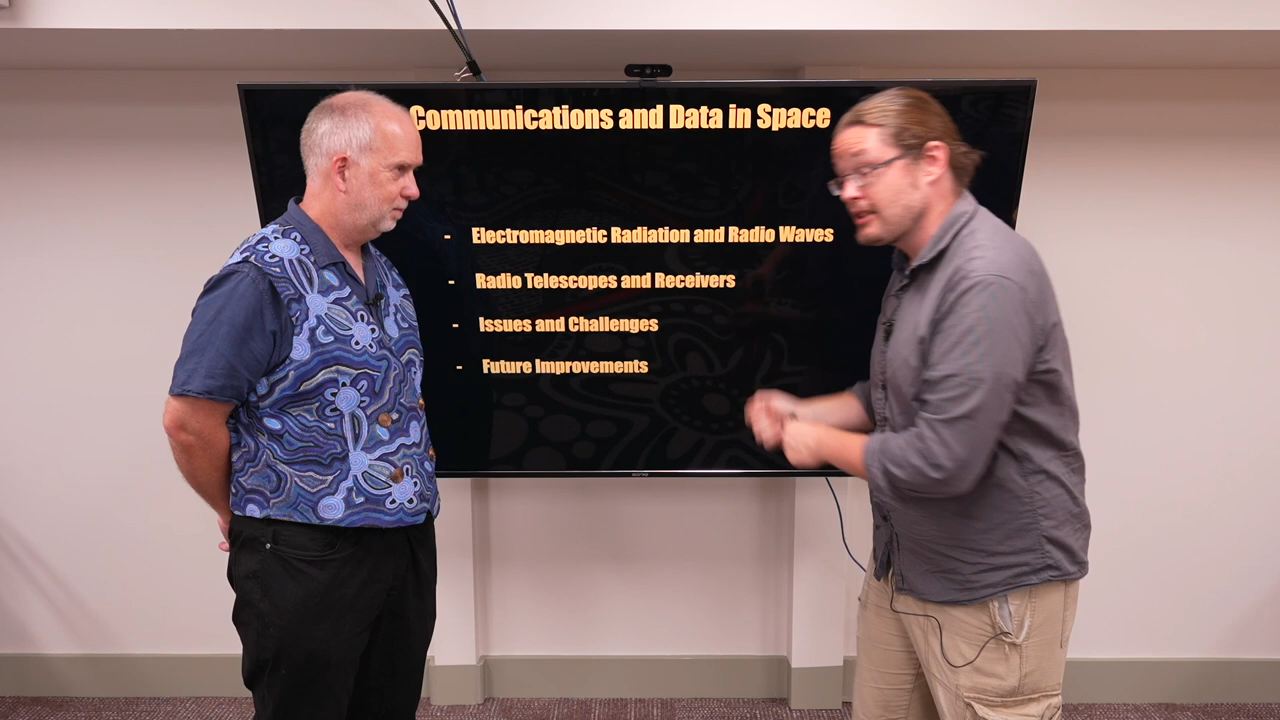 Communications and Data in Space
- Electromagnetic Radiation and Radio Waves
- Radio Telescopes and Receivers
- Issues and Challenges
- Future Improvements